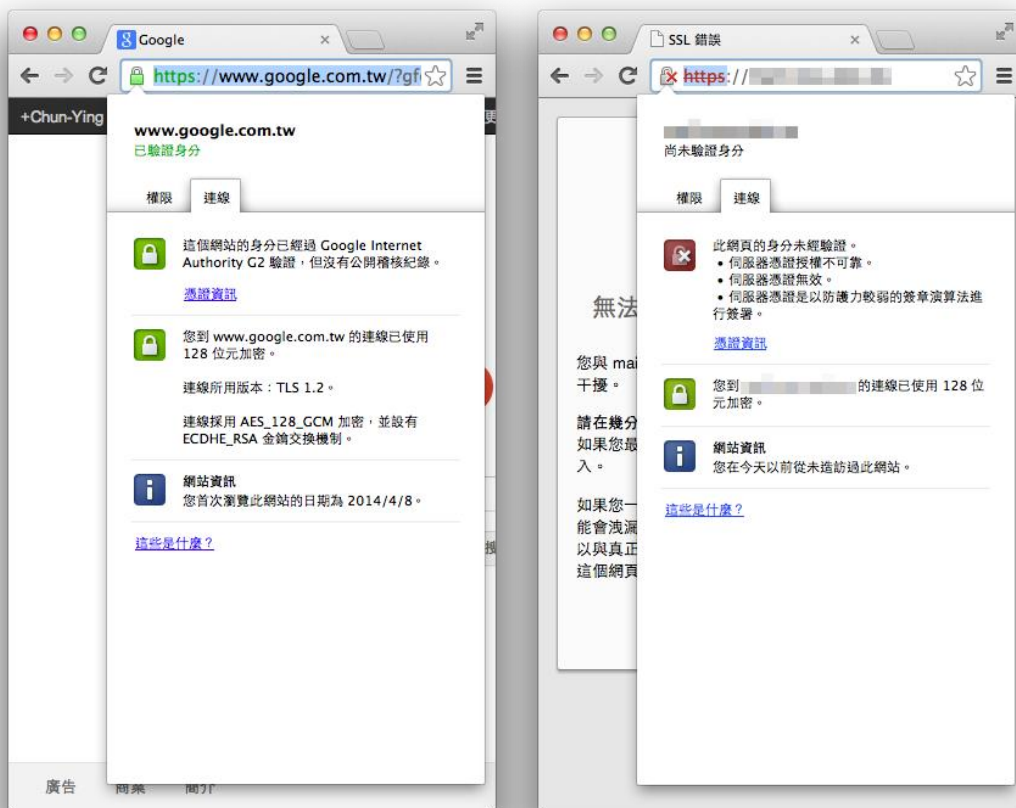 Google
https://www.google.com.tw/?gf
+Chun-Ying
更
www.google.com.tw
已驗證身分
權限
連線
這個網站的身分已經過 Google Internet
Authority G2 驗證，但沒有公開稽核紀錄。
憑證資訊
您到 www.google.com.tw 的連線已使用
128 位元加密。
連線所用版本：TLS 1.2。
連線採用 AES_128_GCM 加密，並設有
ECDHE_RSA 金鑰交換機制。
網站資訊
您首次瀏覽此網站的日期為 2014/4/8。
這些是什麼？
搜
廣告
商業
簡介
SSL 錯誤
https://
尚未驗證身分
權限
連線
此網頁的身分未經驗證。
• 伺服器憑證授權不可靠。
• 伺服器憑證無效。
• 伺服器憑證是以防護力較弱的簽章演算法進
行簽署。
憑證資訊
您到 的連線已使用 128 位
元加密。
網站資訊
您在今天以前從未造訪過此網站。
這些是什麼？
無法
您與 mai
干擾。
請在幾分
如果您最
入。
如果您一
能會洩漏
以與真正
這個網頁